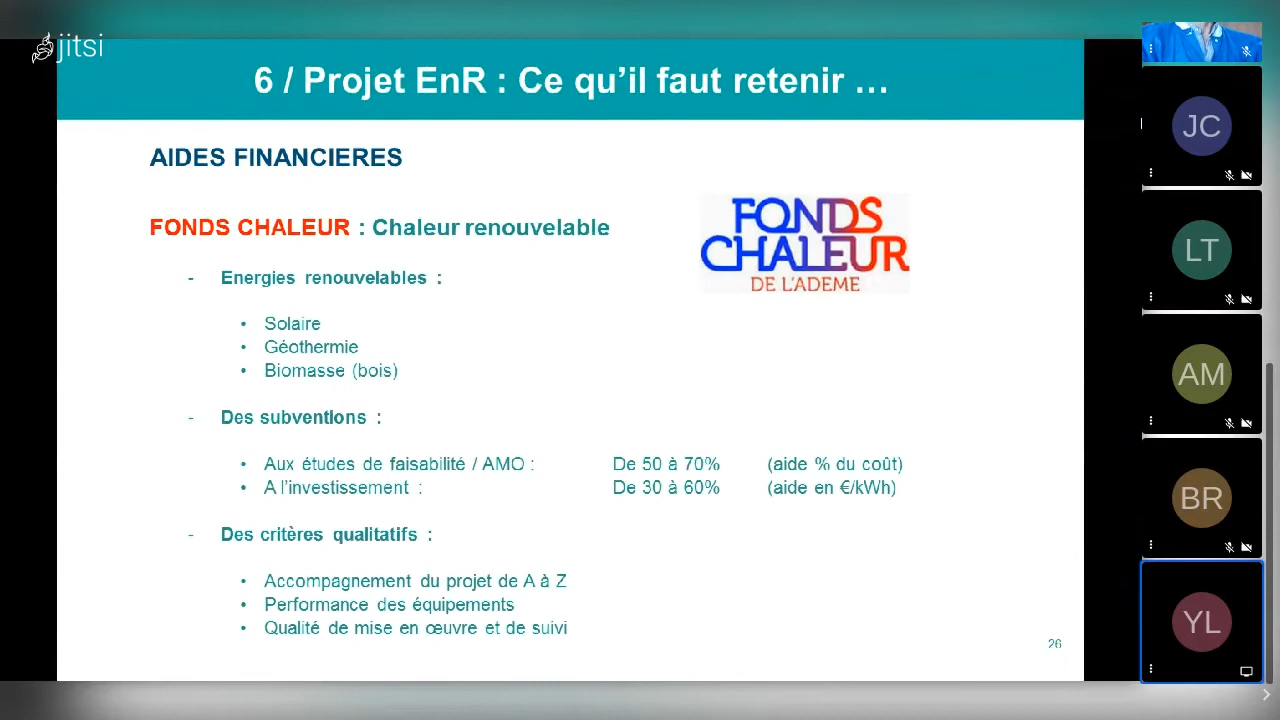 jitsi
6 / Projet EnR : Ce qu’il faut retenir …
AIDES FINANCIERES
FONDS CHALEUR : Chaleur renouvelable
FONDS
CHALEUR
DE L'ADEME
- Energies renouvelables :
• Solaire
• Géothermie
• Biomasse (bois)
- Des subventions :
• Aux études de faisabilité / AMO : De 50 à 70% (aide % du coût)
• A l’investissement : De 30 à 60% (aide en €/kWh)
- Des critères qualitatifs :
• Accompagnement du projet de A à Z
• Performance des équipements
• Qualité de mise en œuvre et de suivi
26
JC
LT
AM
BR
YL